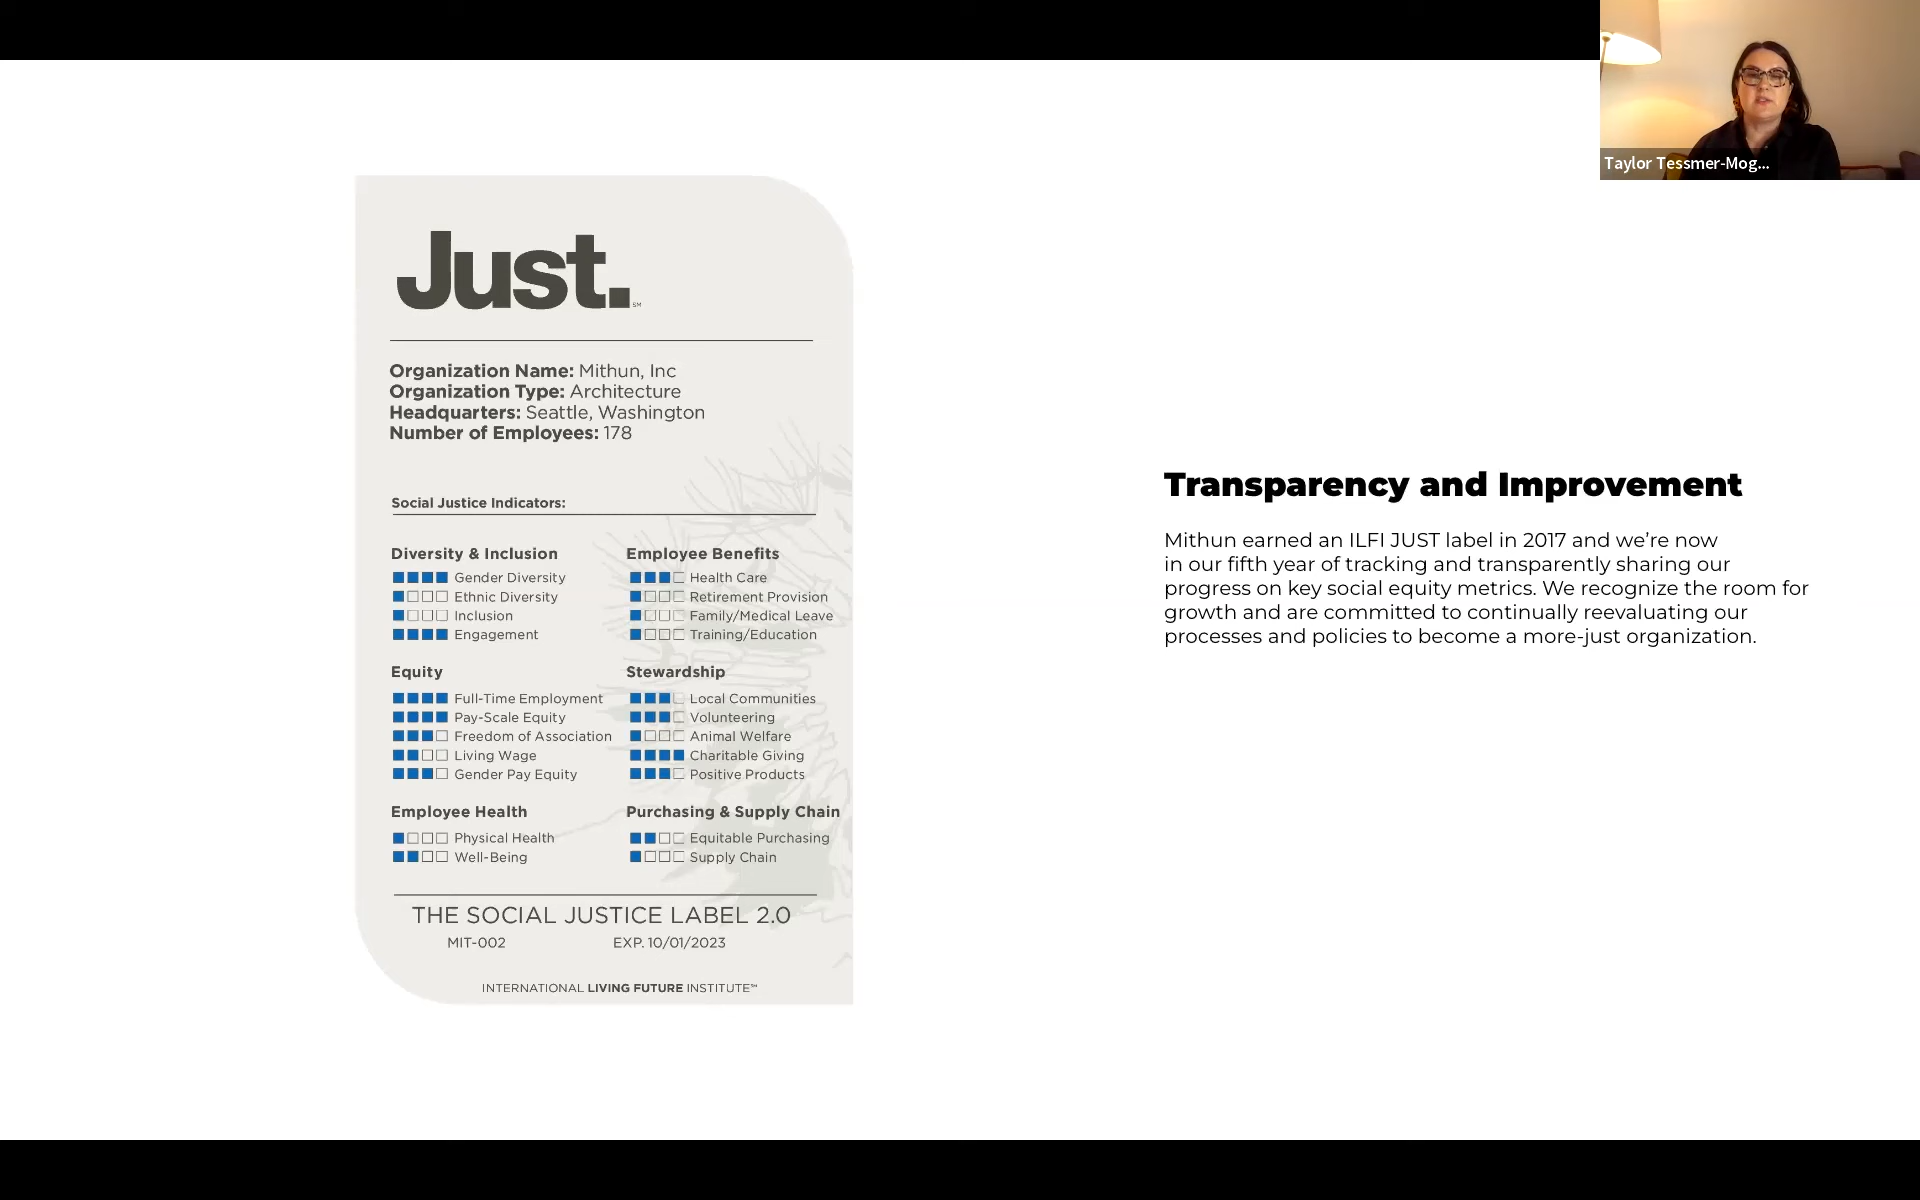 Taylor Tessmer-Mog...
Just.
SM
Organization Name: Mithun, Inc
Organization Type: Architecture
Headquarters: Seattle, Washington
Number of Employees: 178
Social Justice Indicators:
Diversity & Inclusion
Gender Diversity
Ethnic Diversity
Inclusion
Engagement
Equity
Full-Time Employment
Pay-Scale Equity
Freedom of Association
Living Wage
Gender Pay Equity
Employee Health
Physical Health
Well-Being
Employee Benefits
Health Care
Retirement Provision
Family/Medical Leave
Training/Education
Stewardship
Local Communities
Volunteering
Animal Welfare
Charitable Giving
Positive Products
Purchasing & Supply Chain
Equitable Purchasing
Supply Chain
THE SOCIAL JUSTICE LABEL 2.0
MIT-002 EXP. 10/01/2023
INTERNATIONAL LIVING FUTURE INSTITUTE℠
Transparency and Improvement
Mithun earned an ILFI JUST label in 2017 and we’re now
in our fifth year of tracking and transparently sharing our
progress on key social equity metrics. We recognize the room for
growth and are committed to continually reevaluating our
processes and policies to become a more-just organization.